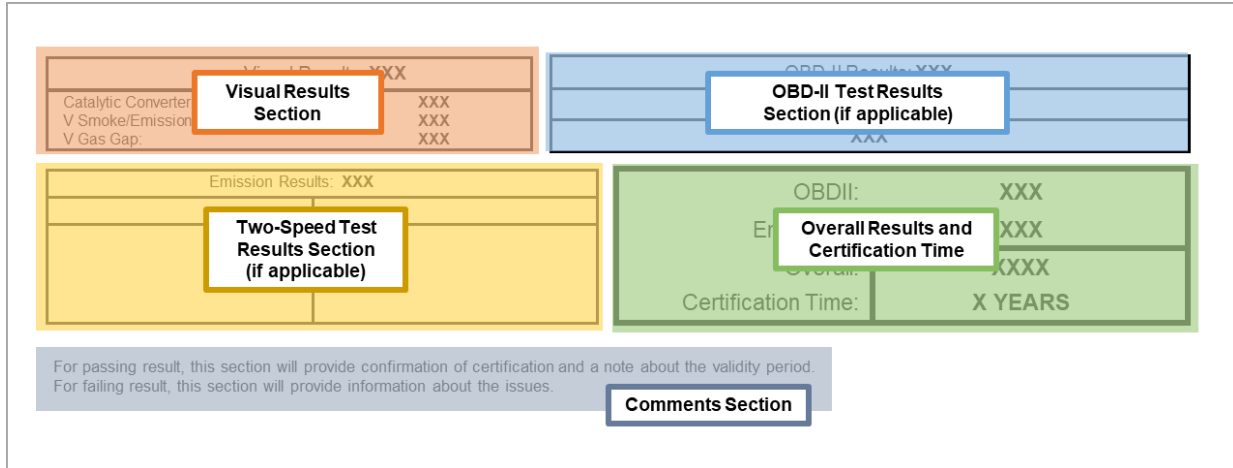 Visual Results XXX
Visual Results
Section
Catalytic Converter XXX
V Smoke/Emission XXX
V Gas Gap: XXX
OBD-II Results: XXX
OBD-II Test Results
Section (if applicable)
XXX
Emission Results: XXX
Two-Speed Test
Results Section
(if applicable)
OBDII: XXX
XXX
Overall Results and
Certification Time
Overall: XXXX
Certification Time: X YEARS
For passing result, this section will provide confirmation of certification and a note about the validity period.
For failing result, this section will provide information about the issues.
Comments Section